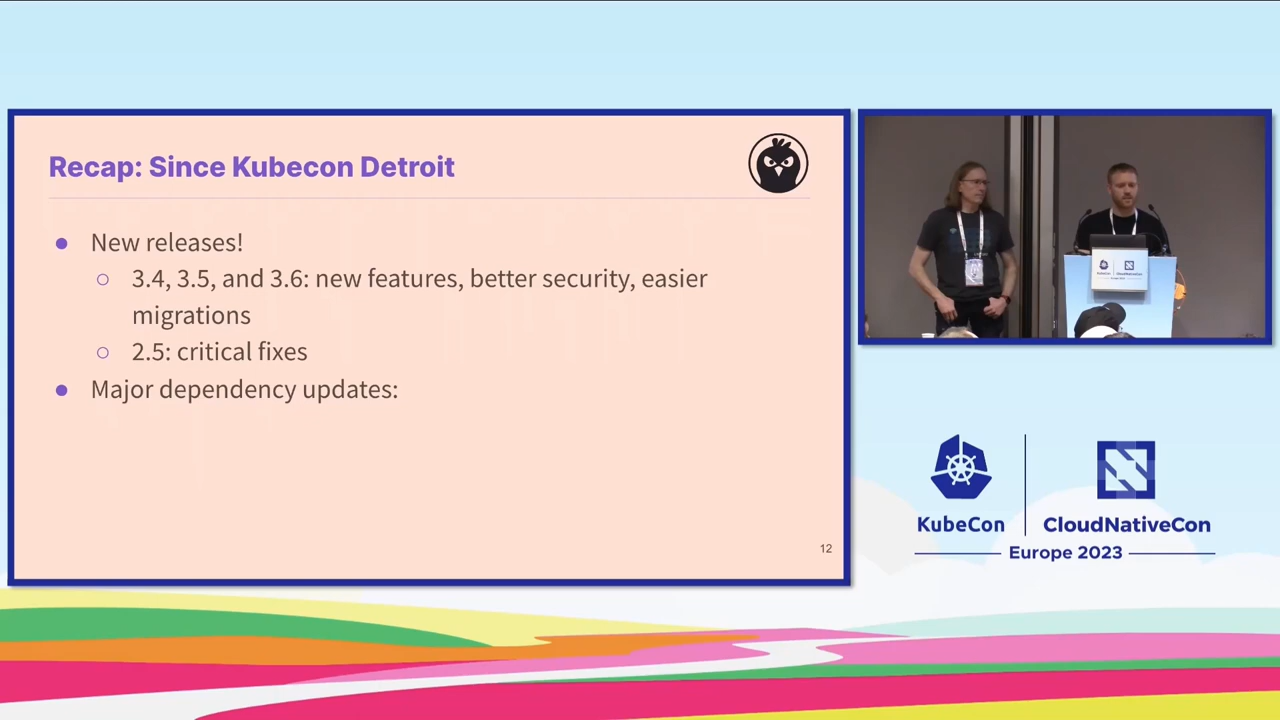 Recap: Since Kubecon Detroit
New releases!
3.4, 3.5, and 3.6: new features, better security, easier
migrations
2.5: critical fixes
Major dependency updates:
12
KubeCon
CloudNativeCon
Europe 2023